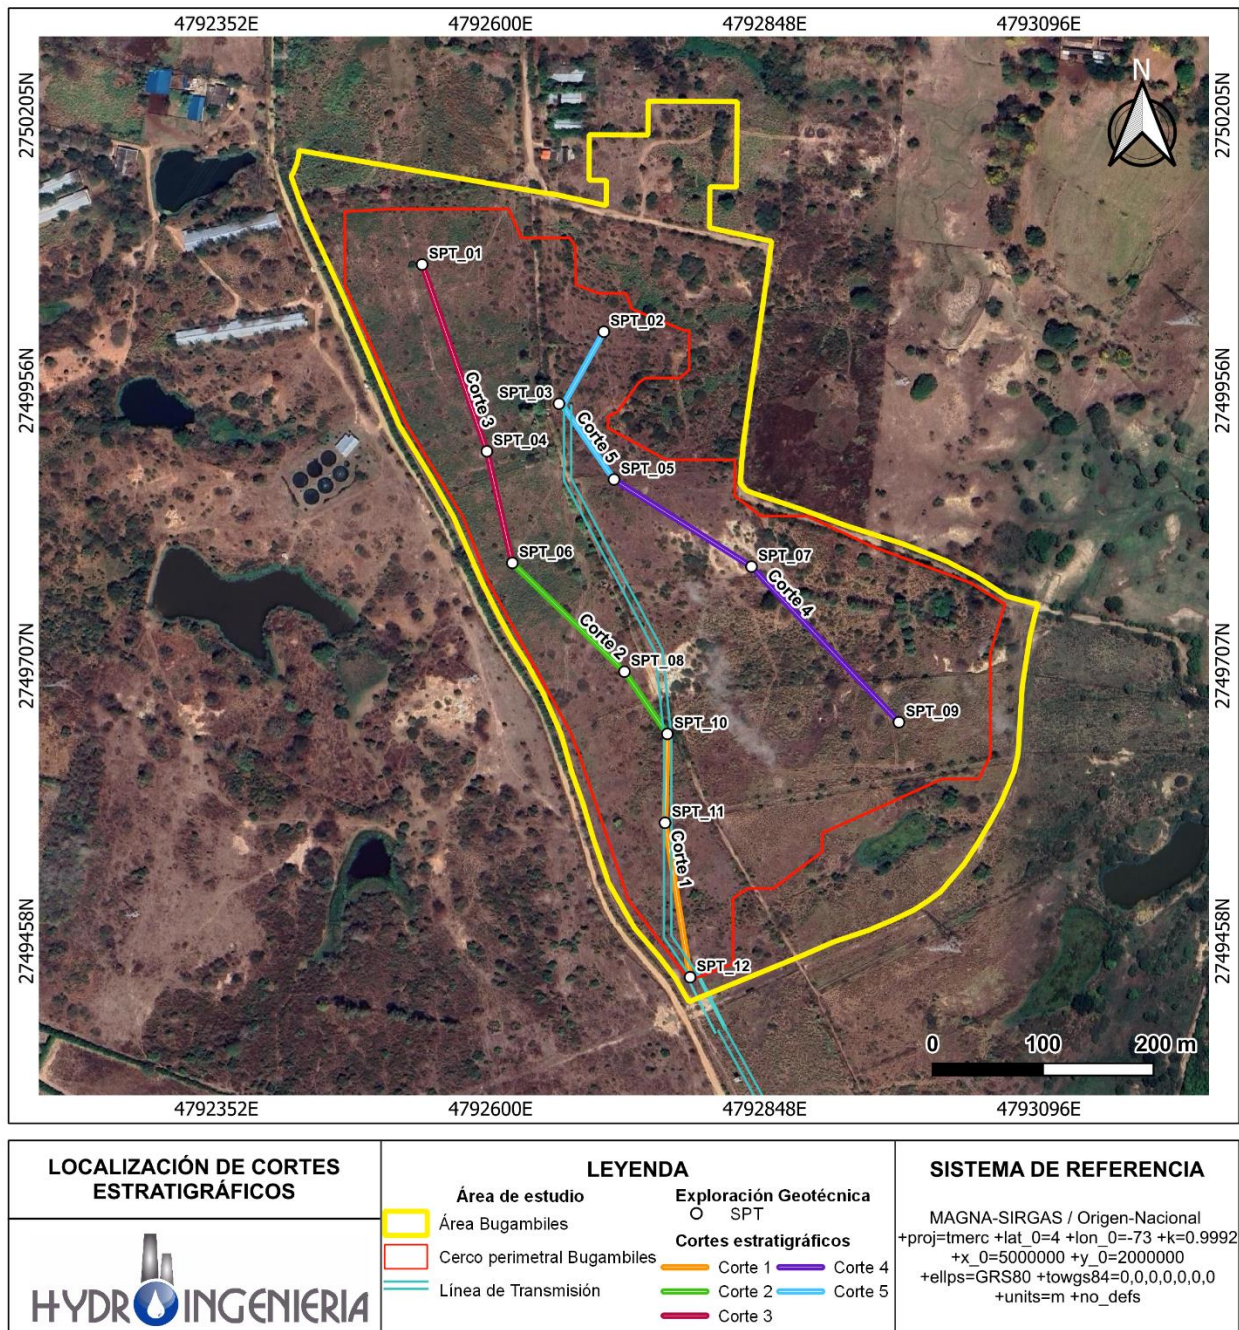 4792352E 4792600E 4792848E 4793096E
2750205N
2750205N
N
SPT_01
SPT_02
2749956N
2749956N
SPT_03
Corte 3
Corte 5
SPT_04
SPT_05
SPT_06
SPT_07
Corte 4
Corte 2
2749707N
2749707N
SPT_08
SPT_09
SPT_10
SPT_11
Corte 1
2749458N
2749458N
SPT_12
0 100 200 m
4792352E 4792600E 4792848E 4793096E
LOCALIZACIÓN DE CORTES
ESTRATIGRÁFICOS
HYDROINGENIERIA
LEYENDA
Área de estudio
Área Bugambiles
Cerco perimetral Bugambiles
Línea de Transmisión
Exploración Geotécnica
SPT
Cortes estratigráficos
Corte 1
Corte 2
Corte 3
Corte 4
Corte 5
SISTEMA DE REFERENCIA
MAGNA-SIRGAS / Origen-Nacional
+proj=tmerc +lat_0=4 +lon_0=-73 +k=0.9992
+x_0=5000000 +y_0=2000000
+ellps=GRS80 +towgs84=0,0,0,0,0,0,0
+units=m +no_defs